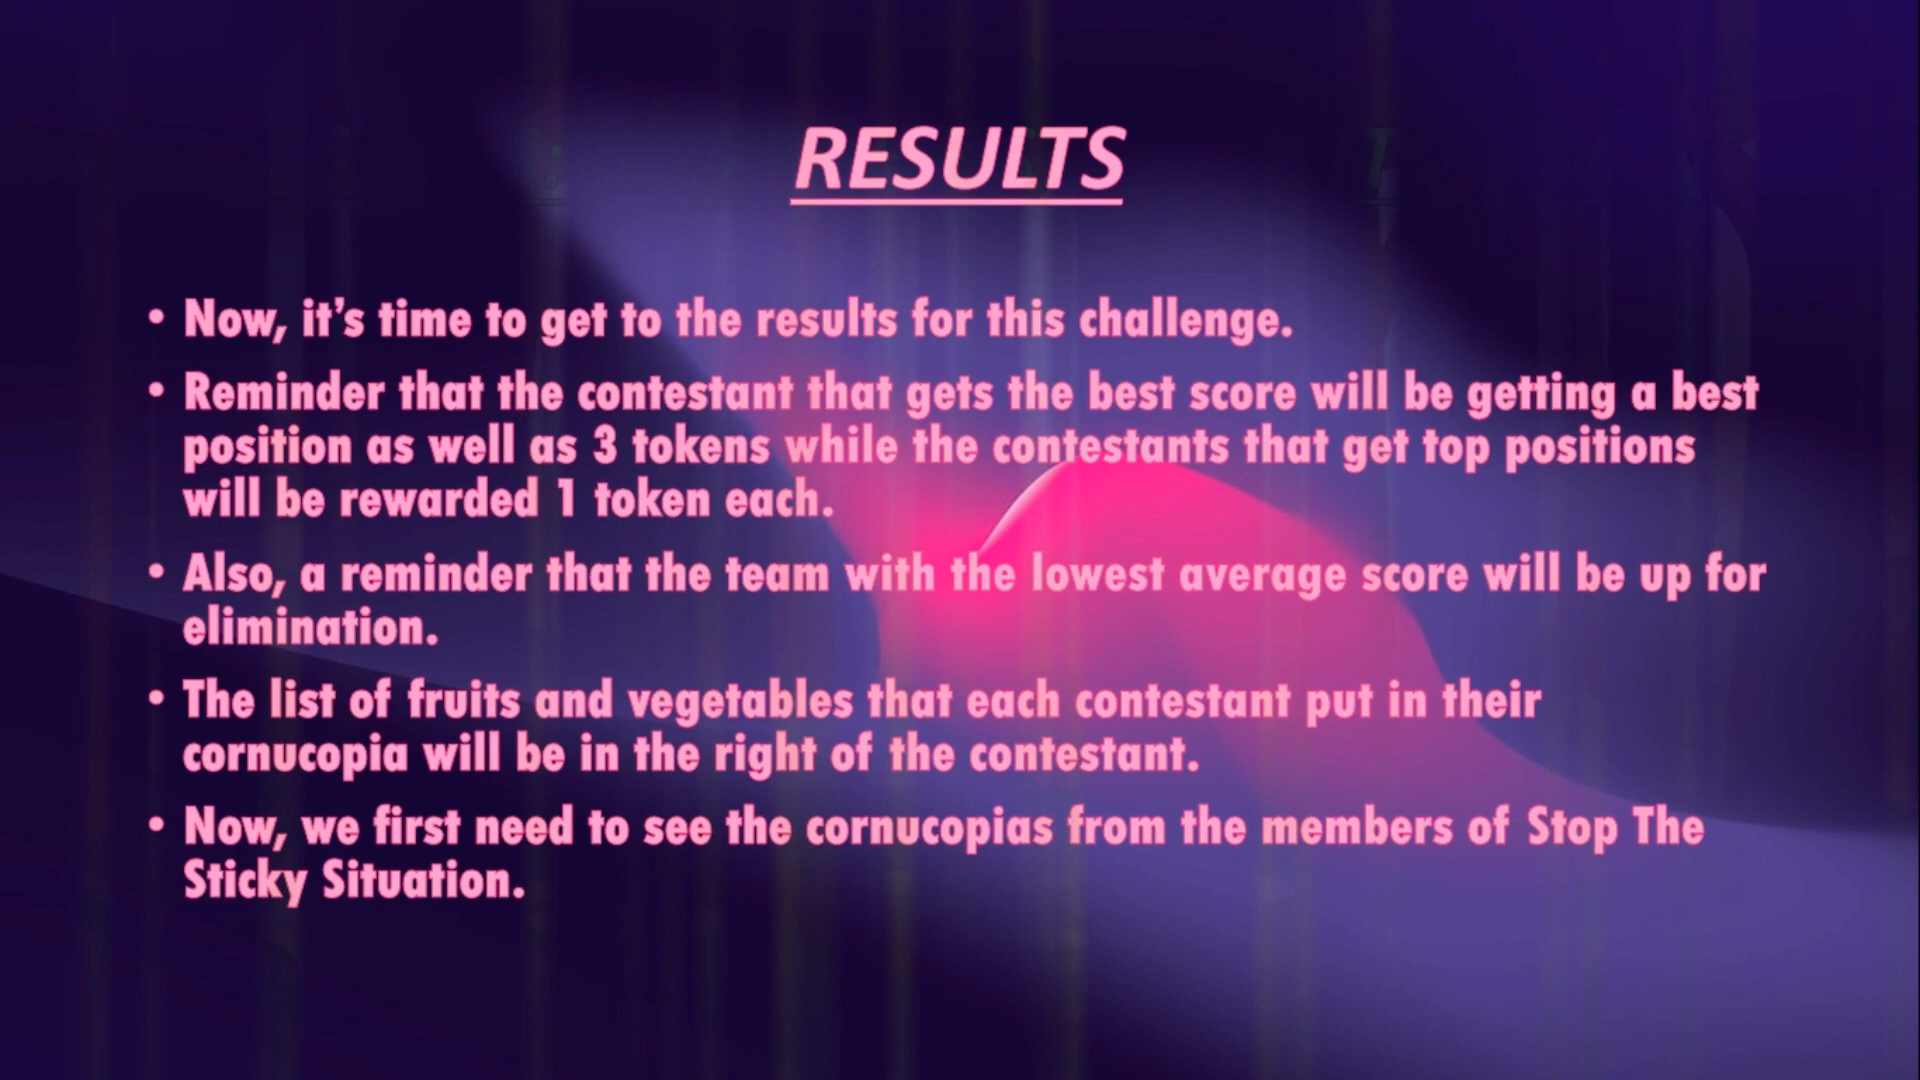 RESULTS
• Now, it’s time to get to the results for this challenge.
• Reminder that the contestant that gets the best score will be getting a best
position as well as 3 tokens while the contestants that get top positions
will be rewarded 1 token each.
• Also, a reminder that the team with the lowest average score will be up for
elimination.
• The list of fruits and vegetables that each contestant put in their
cornucopia will be in the right of the contestant.
• Now, we first need to see the cornucopias from the members of Stop The
Sticky Situation.